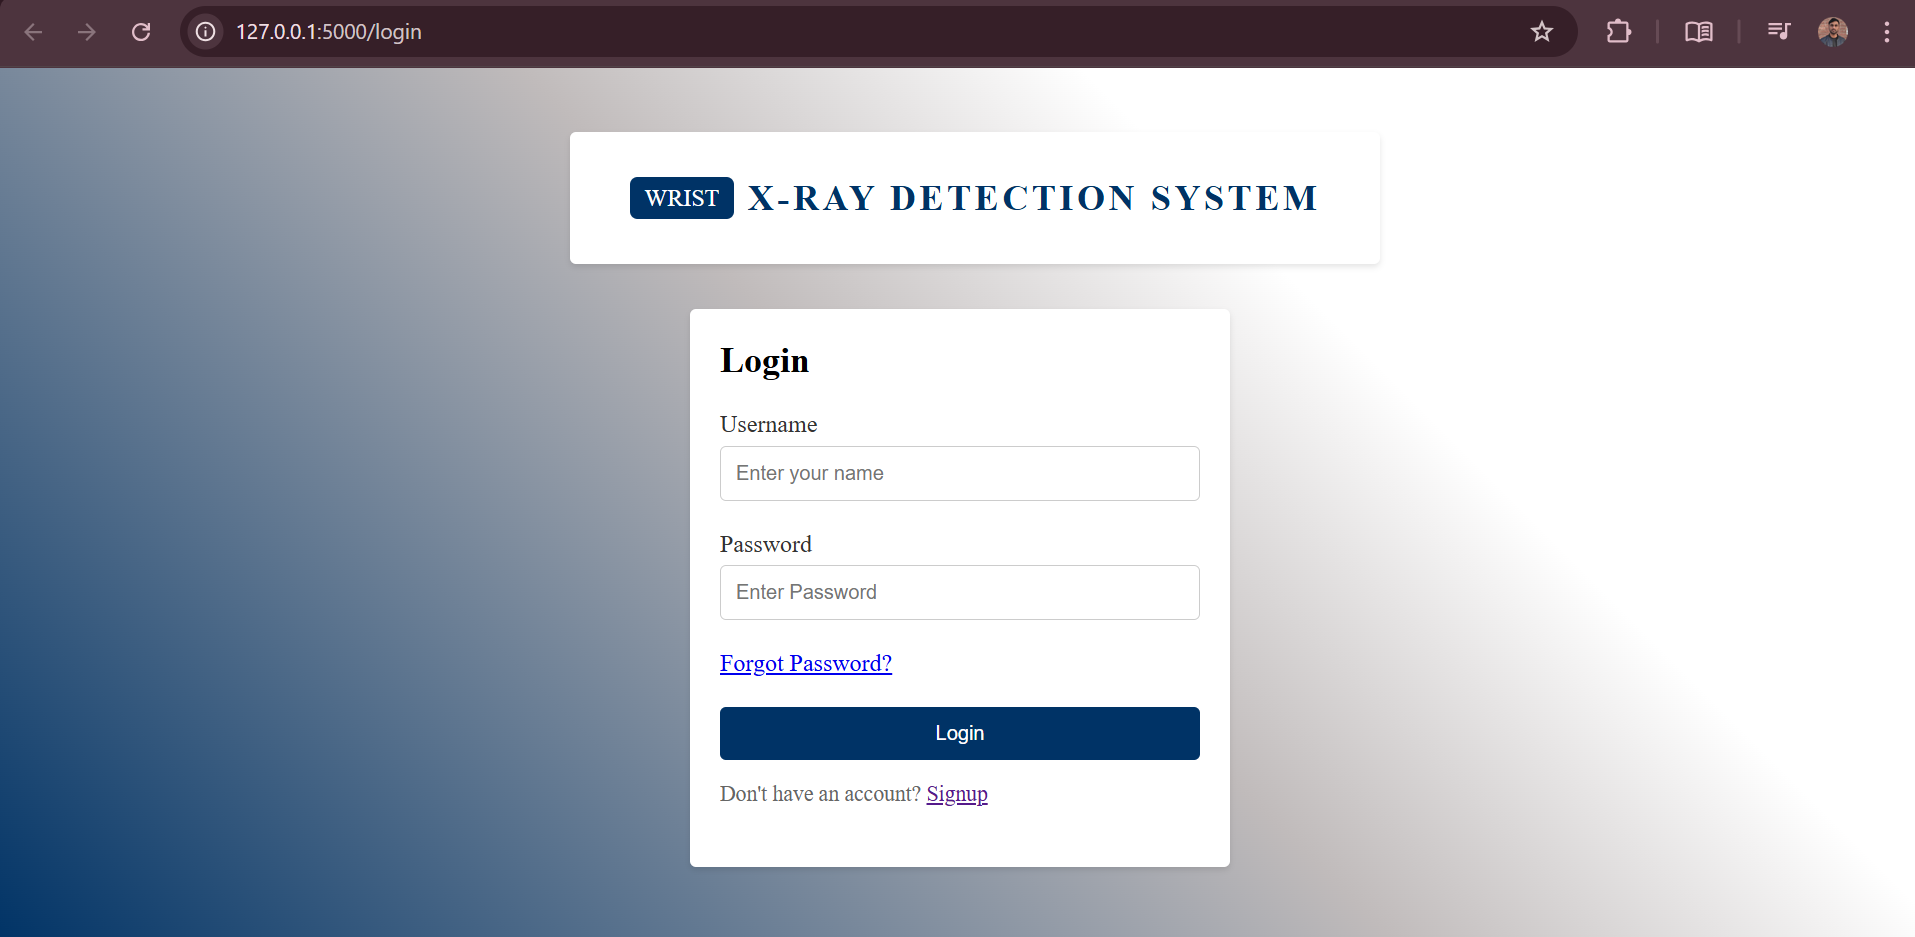 127.0.0.1:5000/login
WRIST X-RAY DETECTION SYSTEM
Login
Username
Enter your name
Password
Enter Password
Forgot Password?
Login
Don't have an account? Signup